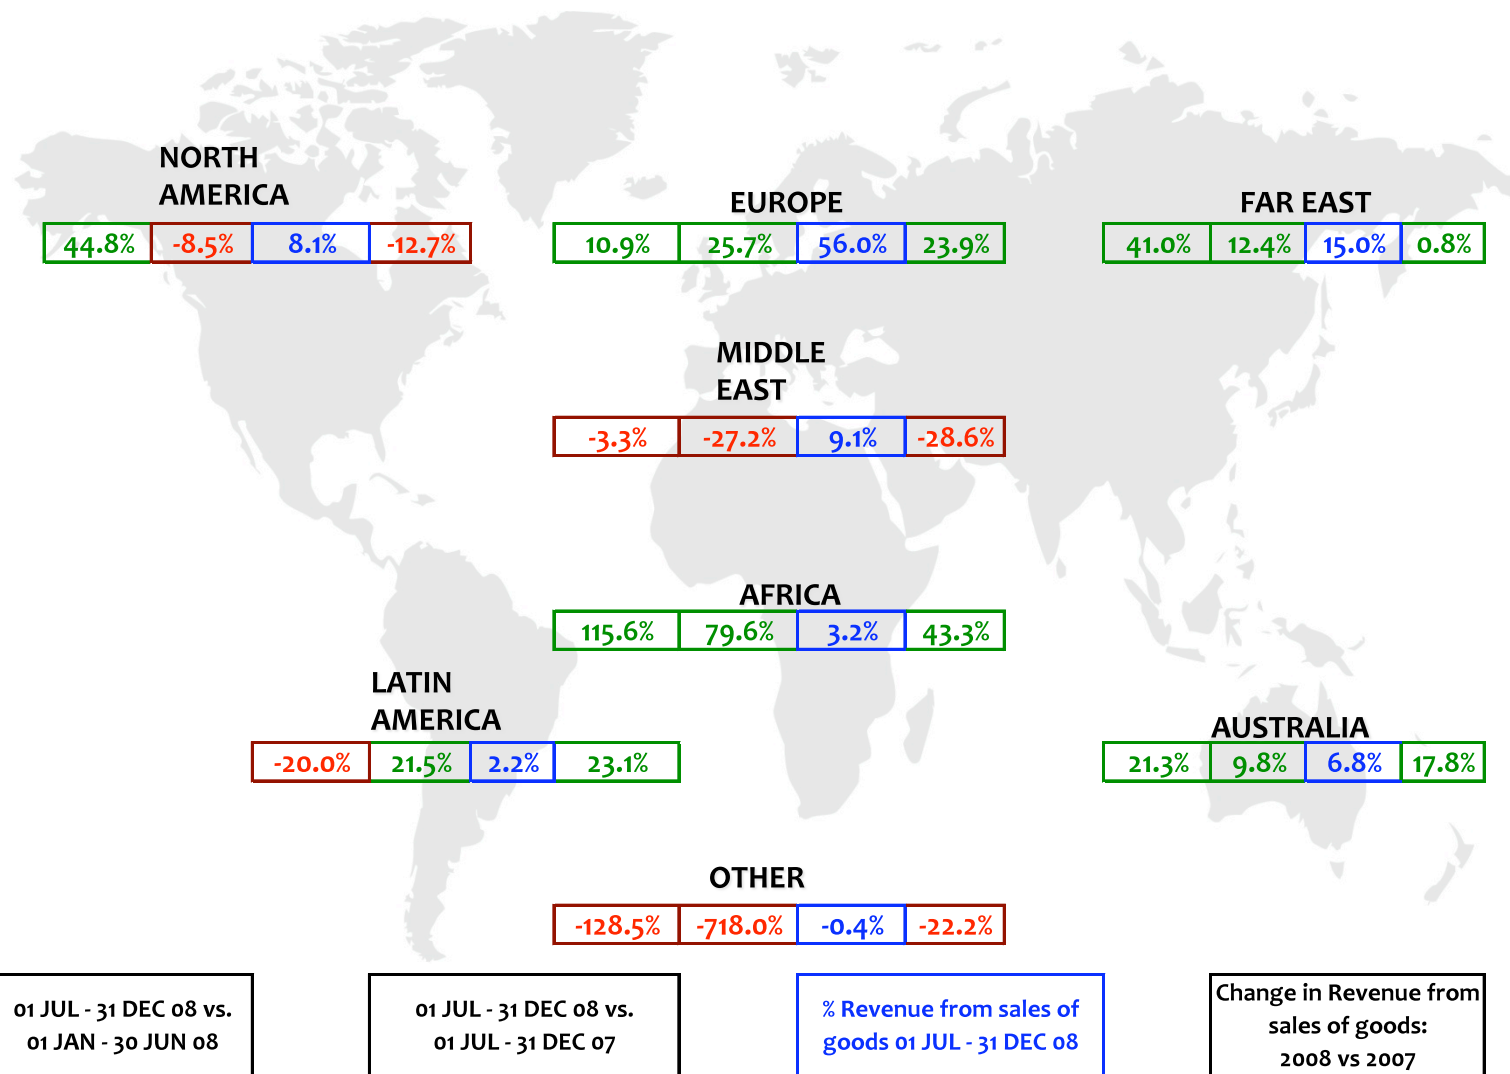 NORTH
AMERICA
44.8% -8.5% 8.1% -12.7%
EUROPE
10.9% 25.7% 56.0% 23.9%
FAR EAST
41.0% 12.4% 15.0% 0.8%
MIDDLE
EAST
-3.3% -27.2% 9.1% -28.6%
AFRICA
115.6% 79.6% 3.2% 43.3%
LATIN
AMERICA
-20.0% 21.5% 2.2% 23.1%
AUSTRALIA
21.3% 9.8% 6.8% 17.8%
OTHER
-128.5% -718.0% -0.4% -22.2%
01 JUL - 31 DEC 08 vs.
01 JAN - 30 JUN 08
01 JUL - 31 DEC 08 vs.
01 JUL - 31 DEC 07
% Revenue from sales of
goods 01 JUL - 31 DEC 08
Change in Revenue from
sales of goods:
2008 vs 2007